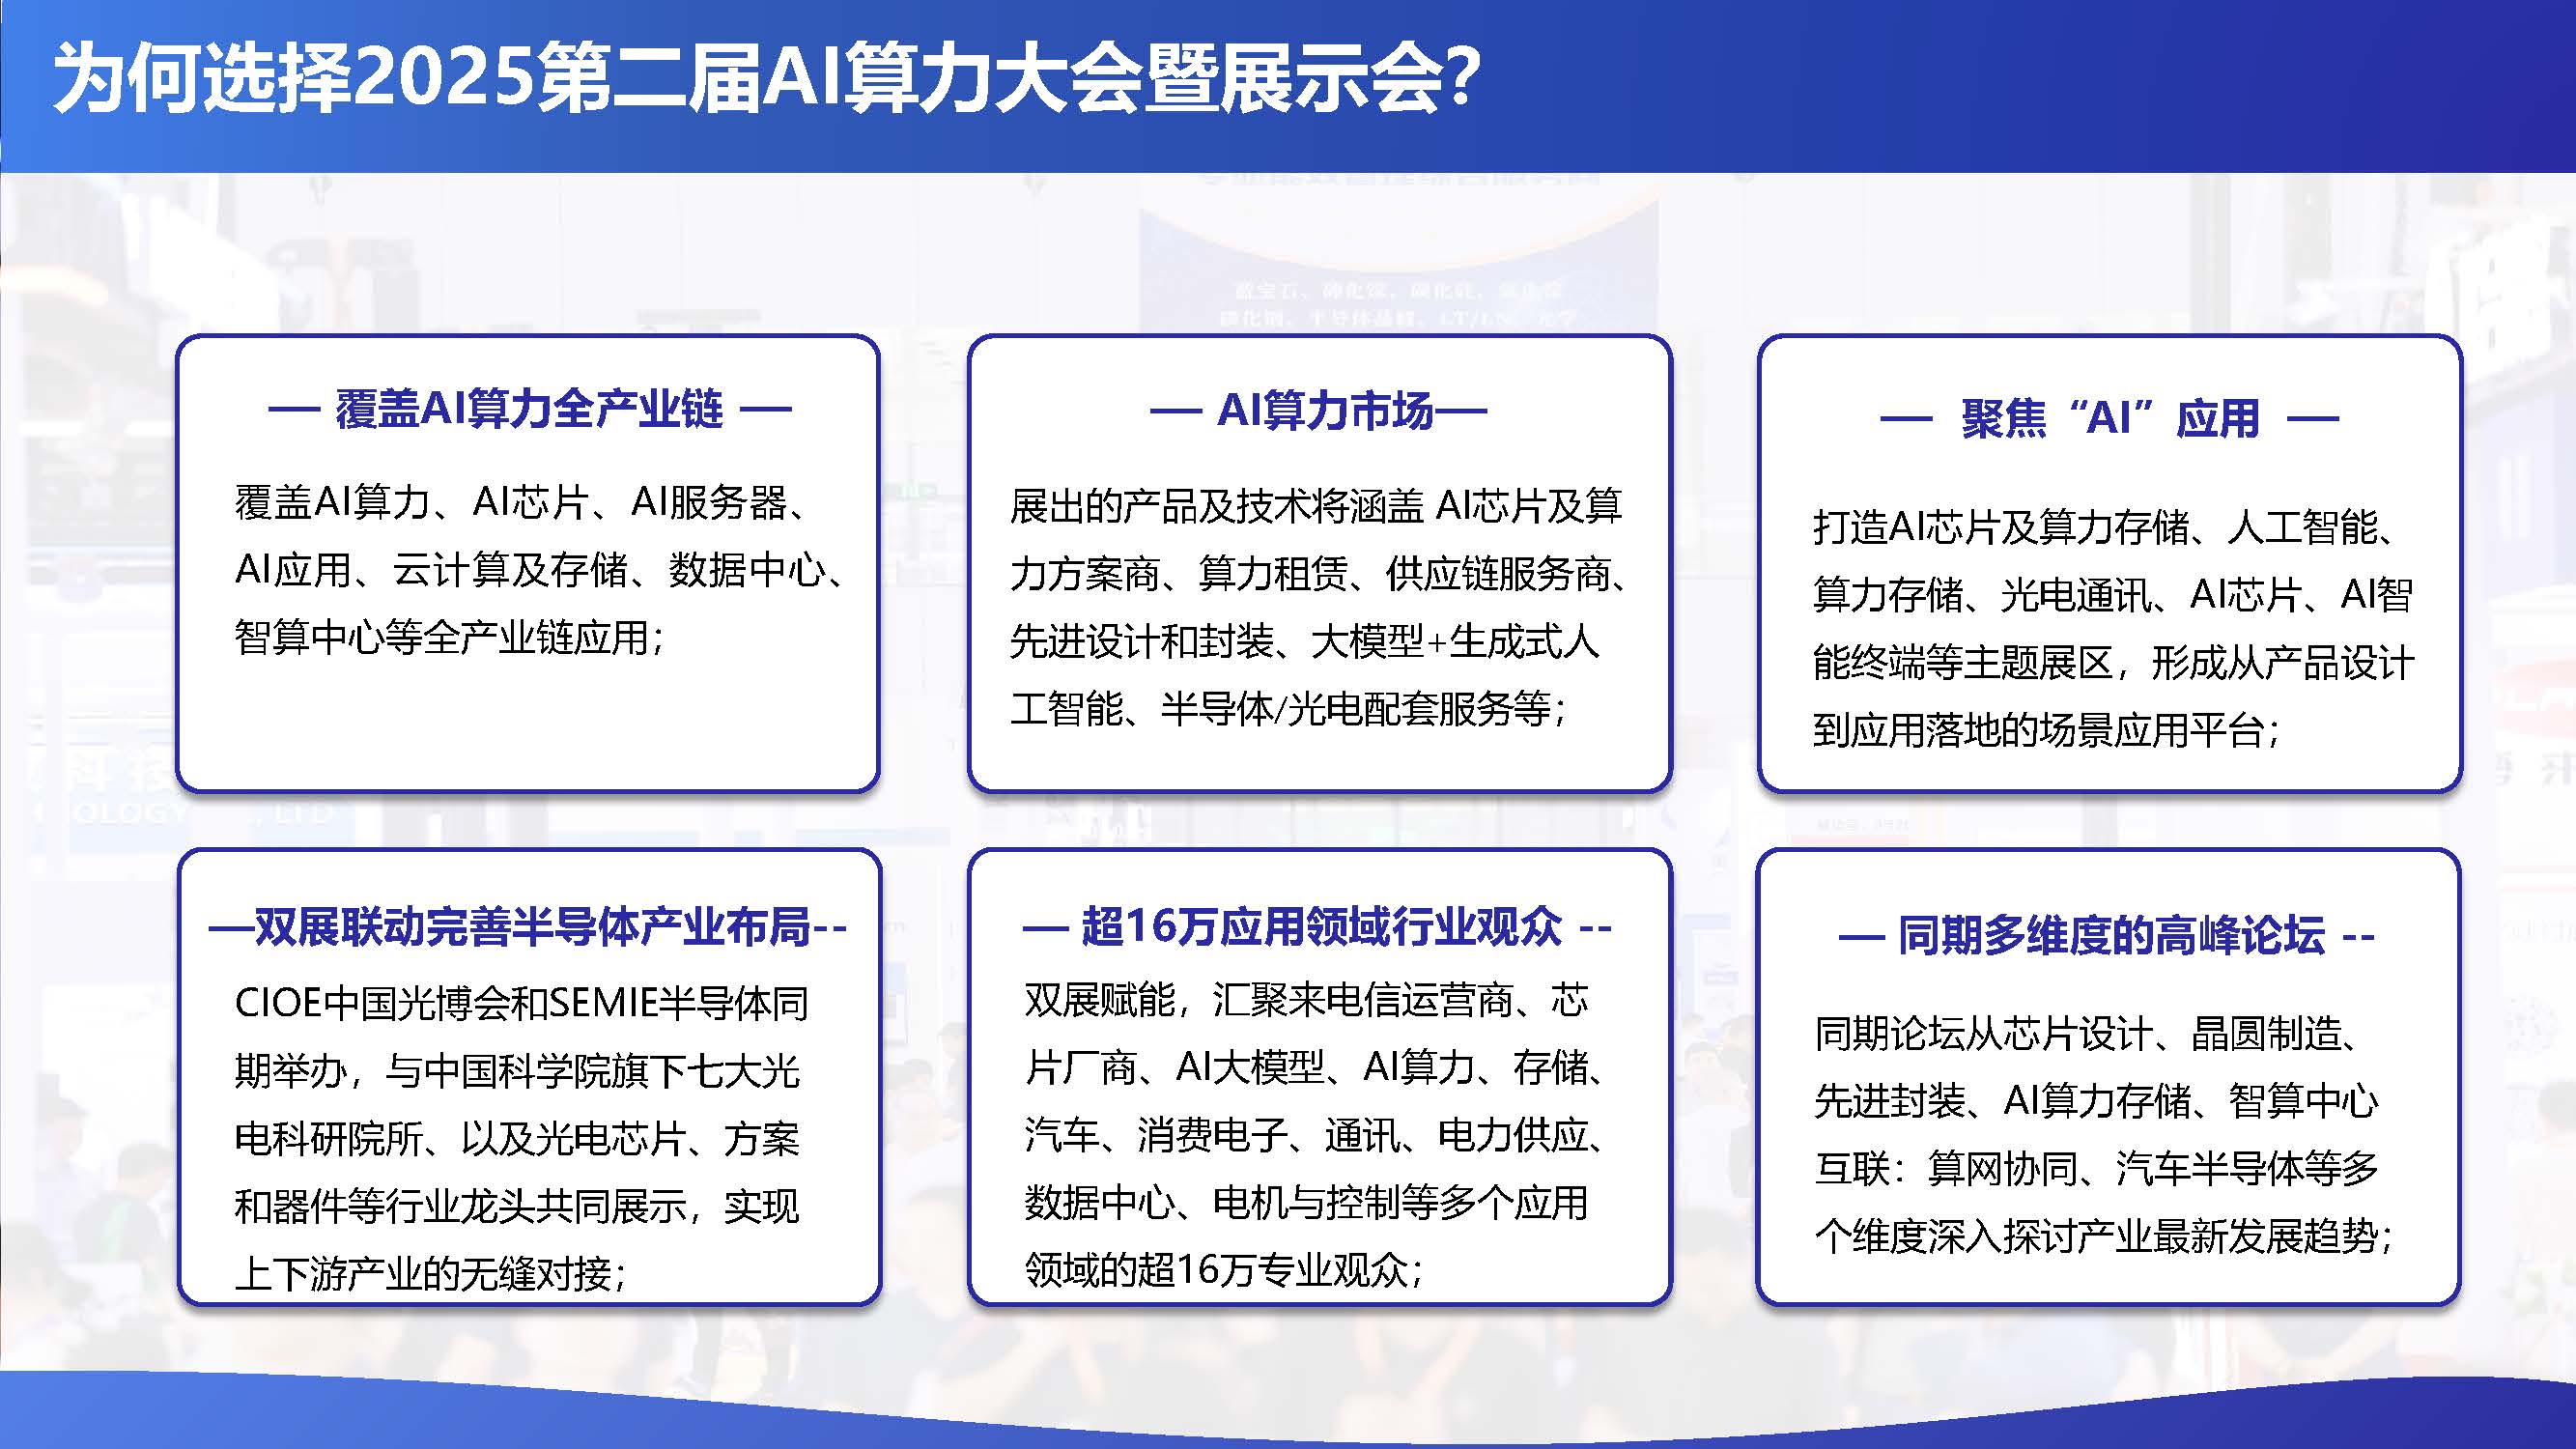 为何选择2025第二届AI算力大会暨展示会?
— 覆盖AI算力全产业链 —
覆盖AI算力、AI芯片、AI服务器、
AI应用、云计算及存储、数据中心、
智算中心等全产业链应用；
— AI算力市场—
展出的产品及技术将涵盖 AI芯片及算
力方案商、算力租赁、供应链服务商、
先进设计和封装、大模型+生成式人
工智能、半导体/光电配套服务等；
— 聚焦“AI”应用 —
打造AI芯片及算力存储、人工智能、
算力存储、光电通讯、AI芯片、AI智
能终端等主题展区，形成从产品设计
到应用落地的场景应用平台；
—双展联动完善半导体产业布局--
CIOE中国光博会和SEMIE半导体同
期举办，与中国科学院旗下七大光
电科研院所、以及光电芯片、方案
和器件等行业龙头共同展示，实现
上下游产业的无缝对接；
— 超16万应用领域行业观众 --
双展赋能，汇聚来电信运营商、芯
片厂商、AI大模型、AI算力、存储、
汽车、消费电子、通讯、电力供应、
数据中心、电机与控制等多个应用
领域的超16万专业观众；
— 同期多维度的高峰论坛 --
同期论坛从芯片设计、晶圆制造、
先进封装、AI算力存储、智算中心
互联：算网协同、汽车半导体等多
个维度深入探讨产业最新发展趋势；